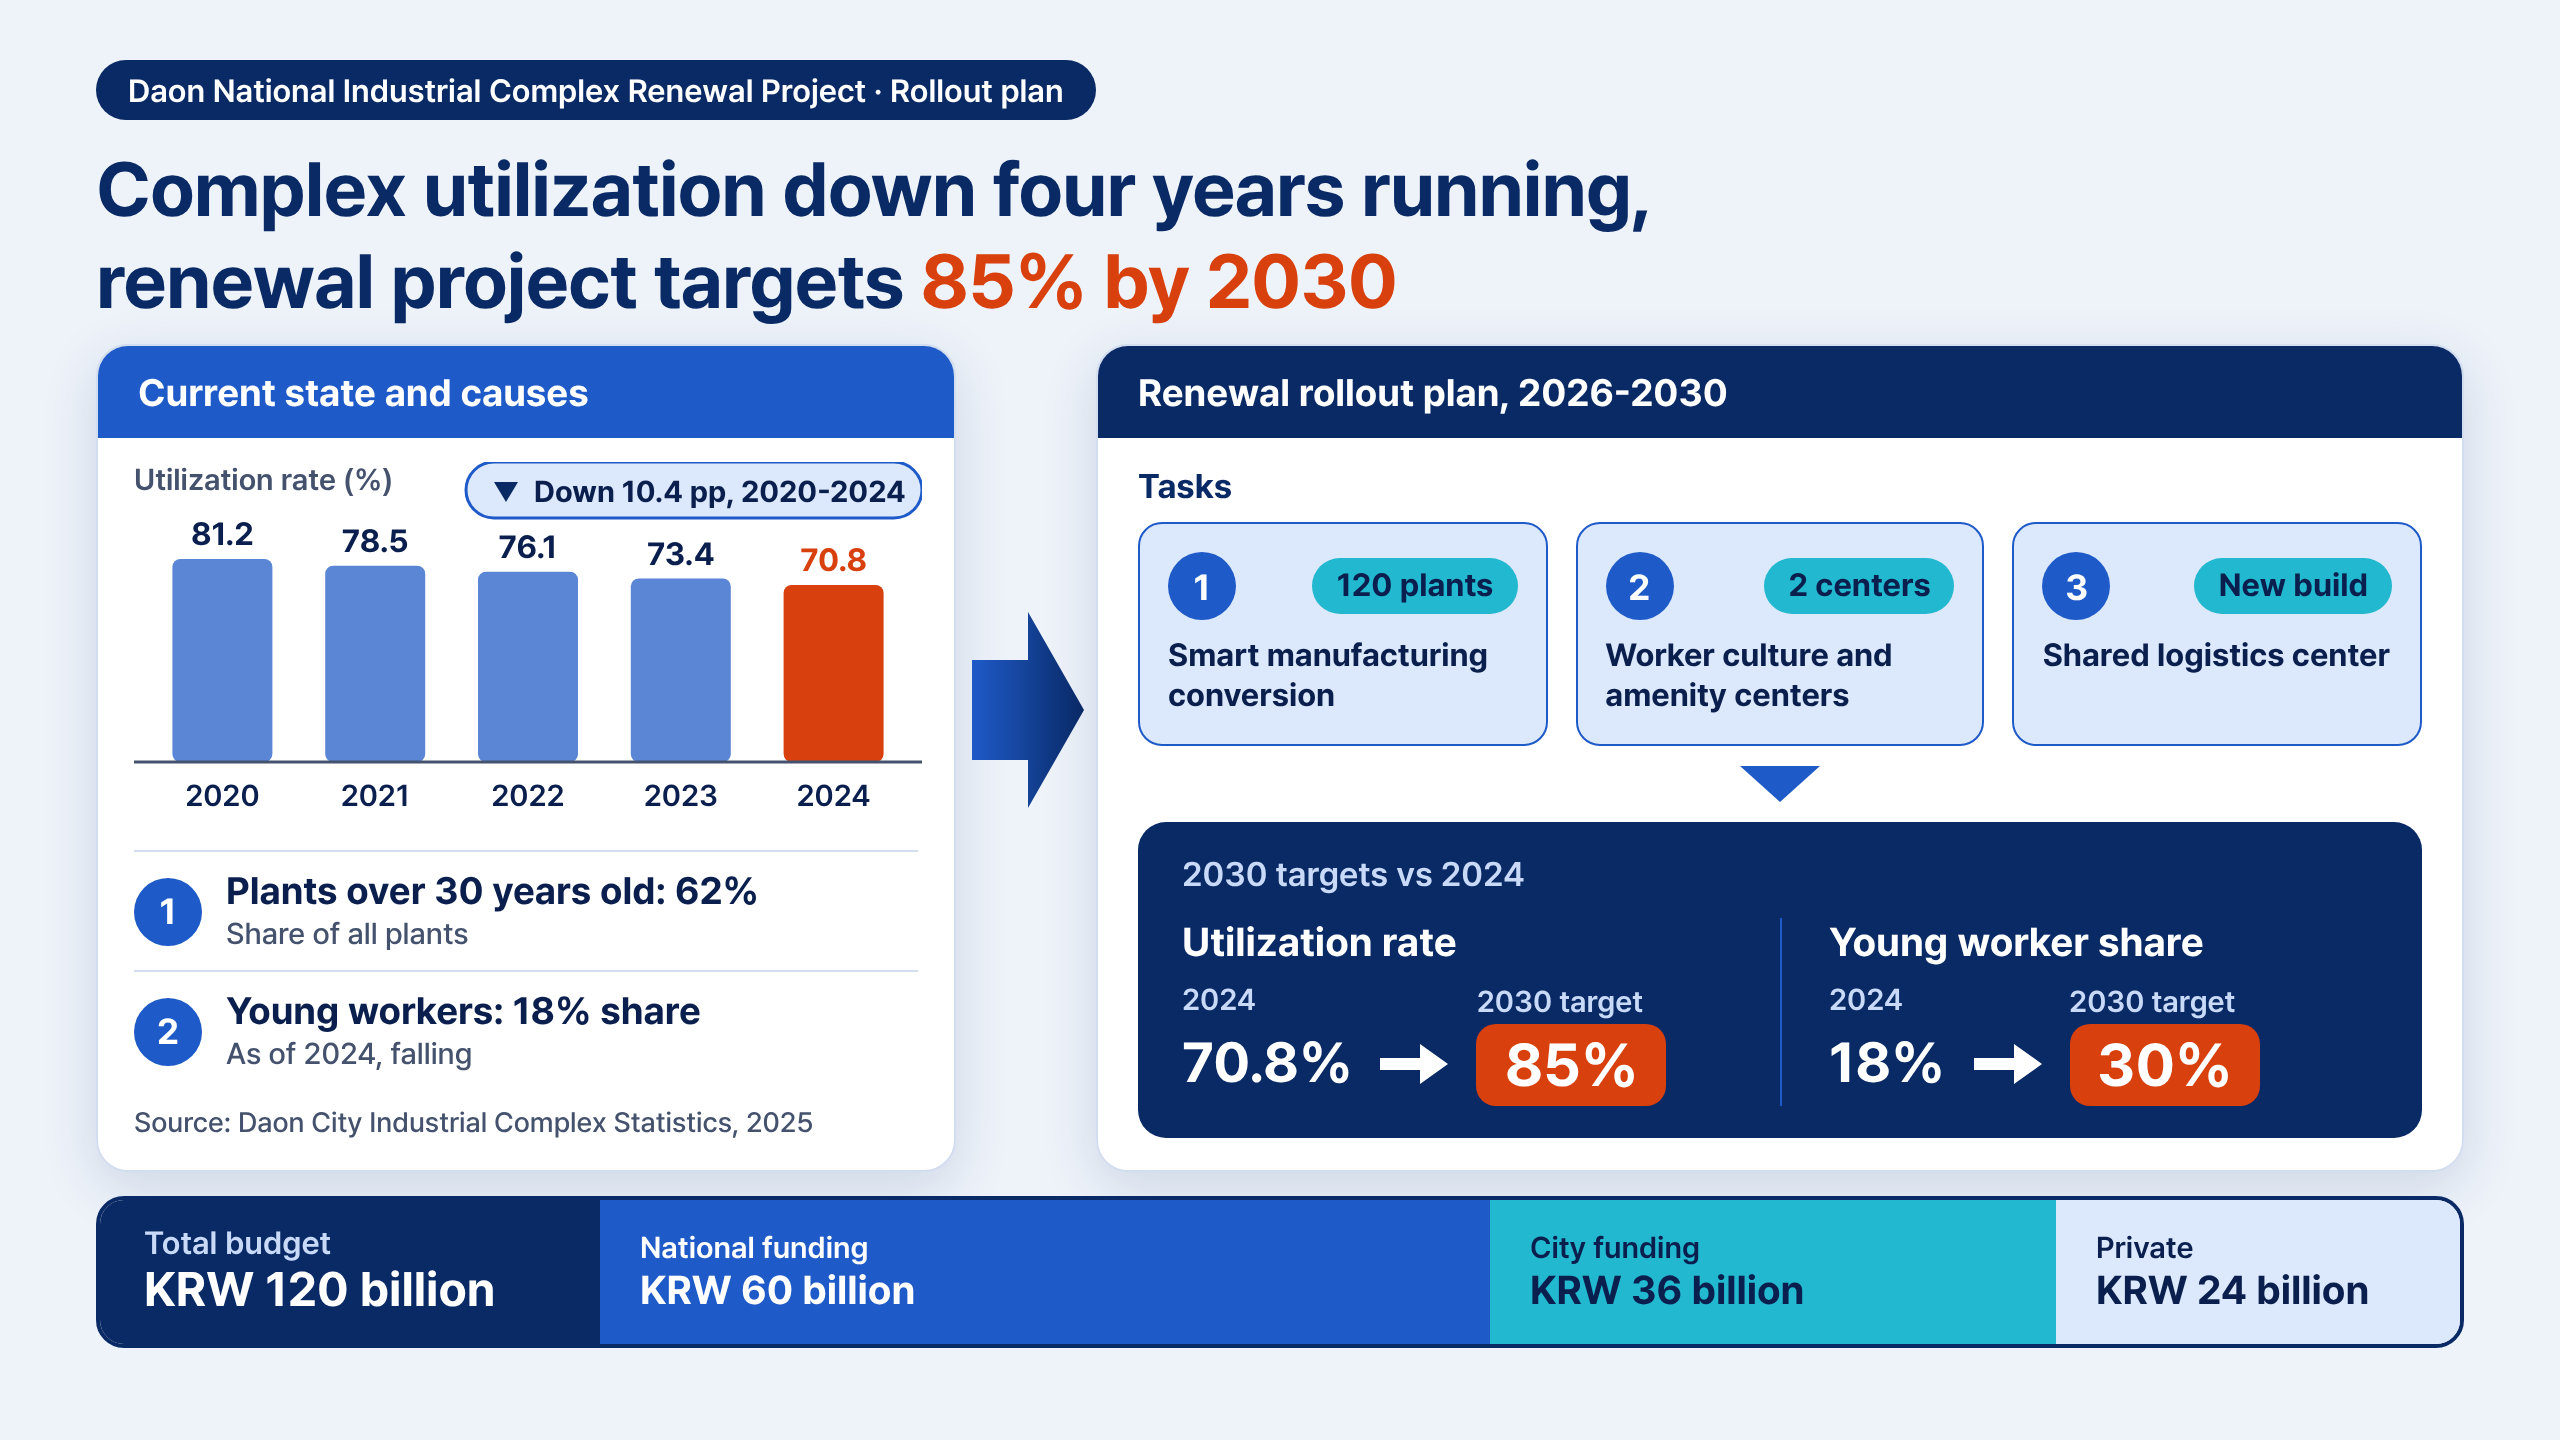 Daon National Industrial Complex Renewal Project · Rollout plan
Complex utilization down four years running,
renewal project targets 85% by 2030
Current state and causes
Utilization rate (%)
▼ Down 10.4 pp, 2020-2024
81.2
78.5
76.1
73.4
70.8
2020
2021
2022
2023
2024
1
Plants over 30 years old: 62%
Share of all plants
2
Young workers: 18% share
As of 2024, falling
Source: Daon City Industrial Complex Statistics, 2025
Renewal rollout plan, 2026-2030
Tasks
1
120 plants
Smart manufacturing
conversion
2
2 centers
Worker culture and
amenity centers
3
New build
Shared logistics center
2030 targets vs 2024
Utilization rate
2024
2030 target
70.8%
85%
Young worker share
2024
2030 target
18%
30%
Total budget
KRW 120 billion
National funding
KRW 60 billion
City funding
KRW 36 billion
Private
KRW 24 billion